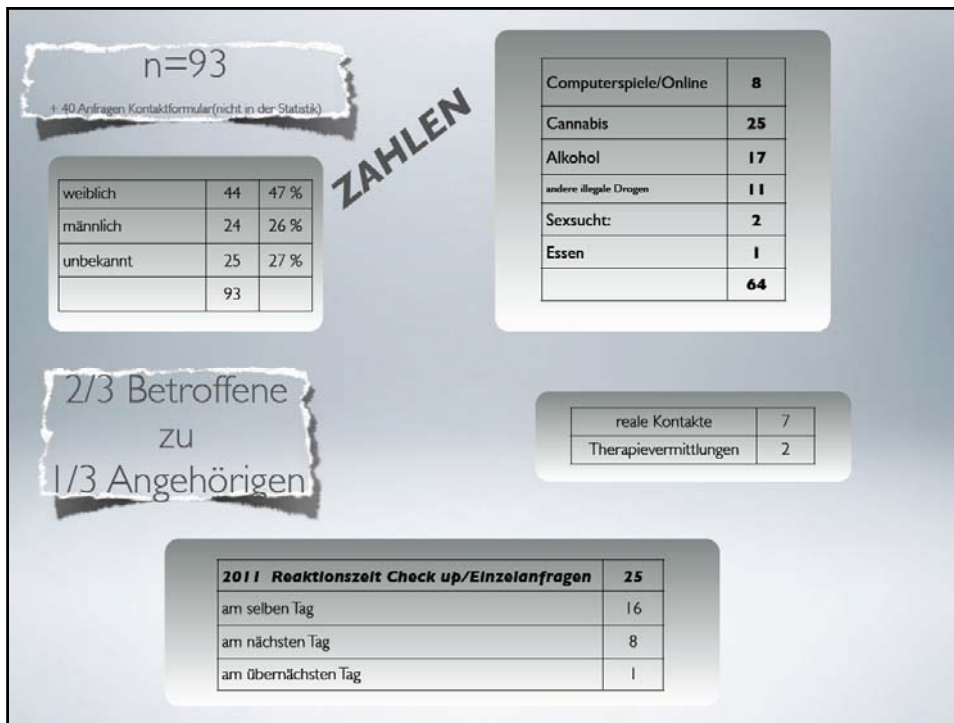 n=93
+ 40 Anfragen Kontaktformular(nicht in der Statistik)
ZAHLEN
weiblich 44 47 %
männlich 24 26 %
unbekannt 25 27 %
93
Computerspiele/Online 8
Cannabis 25
Alkohol 17
andere illegale Drogen 11
Sexsucht: 2
Essen 1
64
2/3 Betroffene
zu
1/3 Angehörigen
reale Kontakte 7
Therapievermittlungen 2
2011 Reaktionszeit Check up/Einzelanfragen 25
am selben Tag 16
am nächsten Tag 8
am übernächsten Tag 1